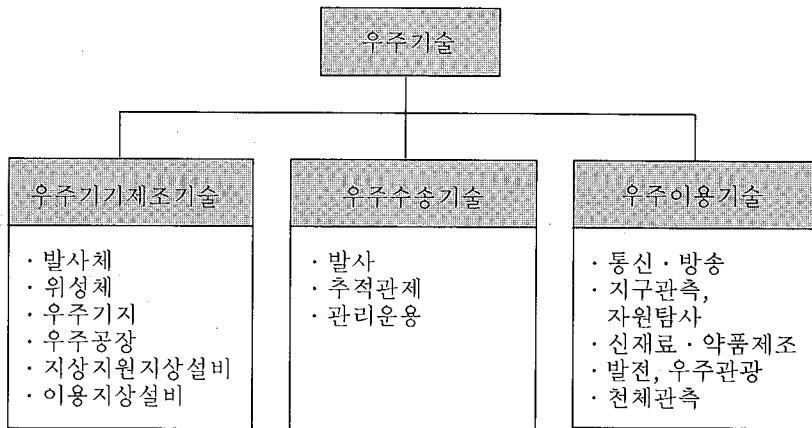 우주기술
우주기기제조기술
· 발사체
· 위성체
· 우주기지
· 우주공장
· 지상지원지상설비
· 이용지상설비
우주수송기술
· 발사
· 추적관제
· 관리운용
우주이용기술
· 통신 · 방송
· 지구관측,
자원탐사
· 신재료 · 약품제조
· 발전, 우주관광
· 천체관측